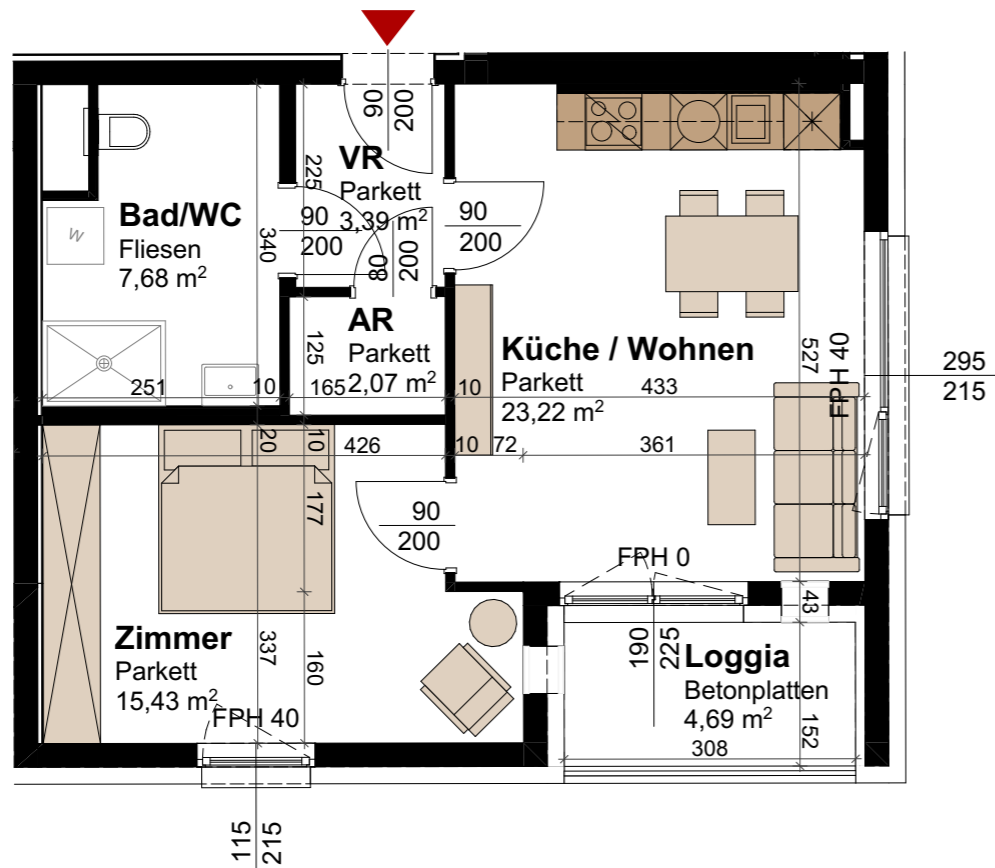 90
200
VR
Parkett
3,39 m²
225
Bad/WC
Fliesen
7,68 m²
W
340
90
200
80
200
90
200
AR
Parkett
2,07 m²
125
Küche / Wohnen
Parkett
23,22 m²
527
FPH 40
295
215
251
10
165
10
433
20
10
426
10
72
361
177
90
200
FPH 0
43
Zimmer
Parkett
15,43 m²
337
160
FPH 40
190
225
Loggia
Betonplatten
4,69 m²
152
308
115
215